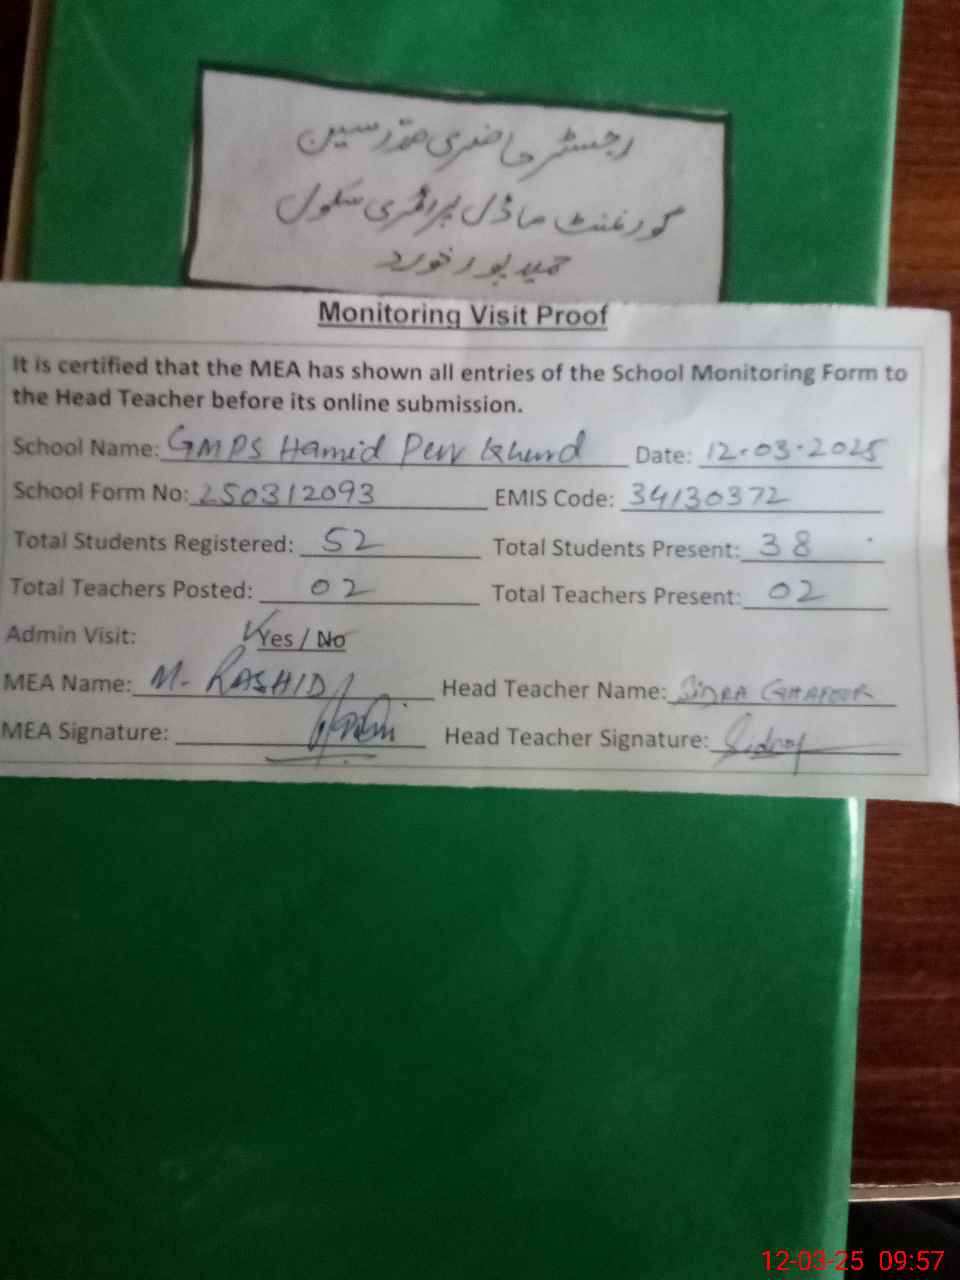 رجسٹر حاضری مدرسین
گورنمنٹ ماڈل پرائمری سکول
حمید پور خورد
Monitoring Visit Proof
It is certified that the MEA has shown all entries of the School Monitoring Form to
the Head Teacher before its online submission.
School Name: GMPS Hamid Purr Khurd Date: 12-03-2025
School Form No: 250312093 EMIS Code: 34130372
Total Students Registered: 52 Total Students Present: 38
Total Teachers Posted: 02 Total Teachers Present: 02
Admin Visit: Yes / No
MEA Name: M. RASHID Head Teacher Name: SIDRA GHAFOOR
MEA Signature: Head Teacher Signature:
12-03-25 09:57